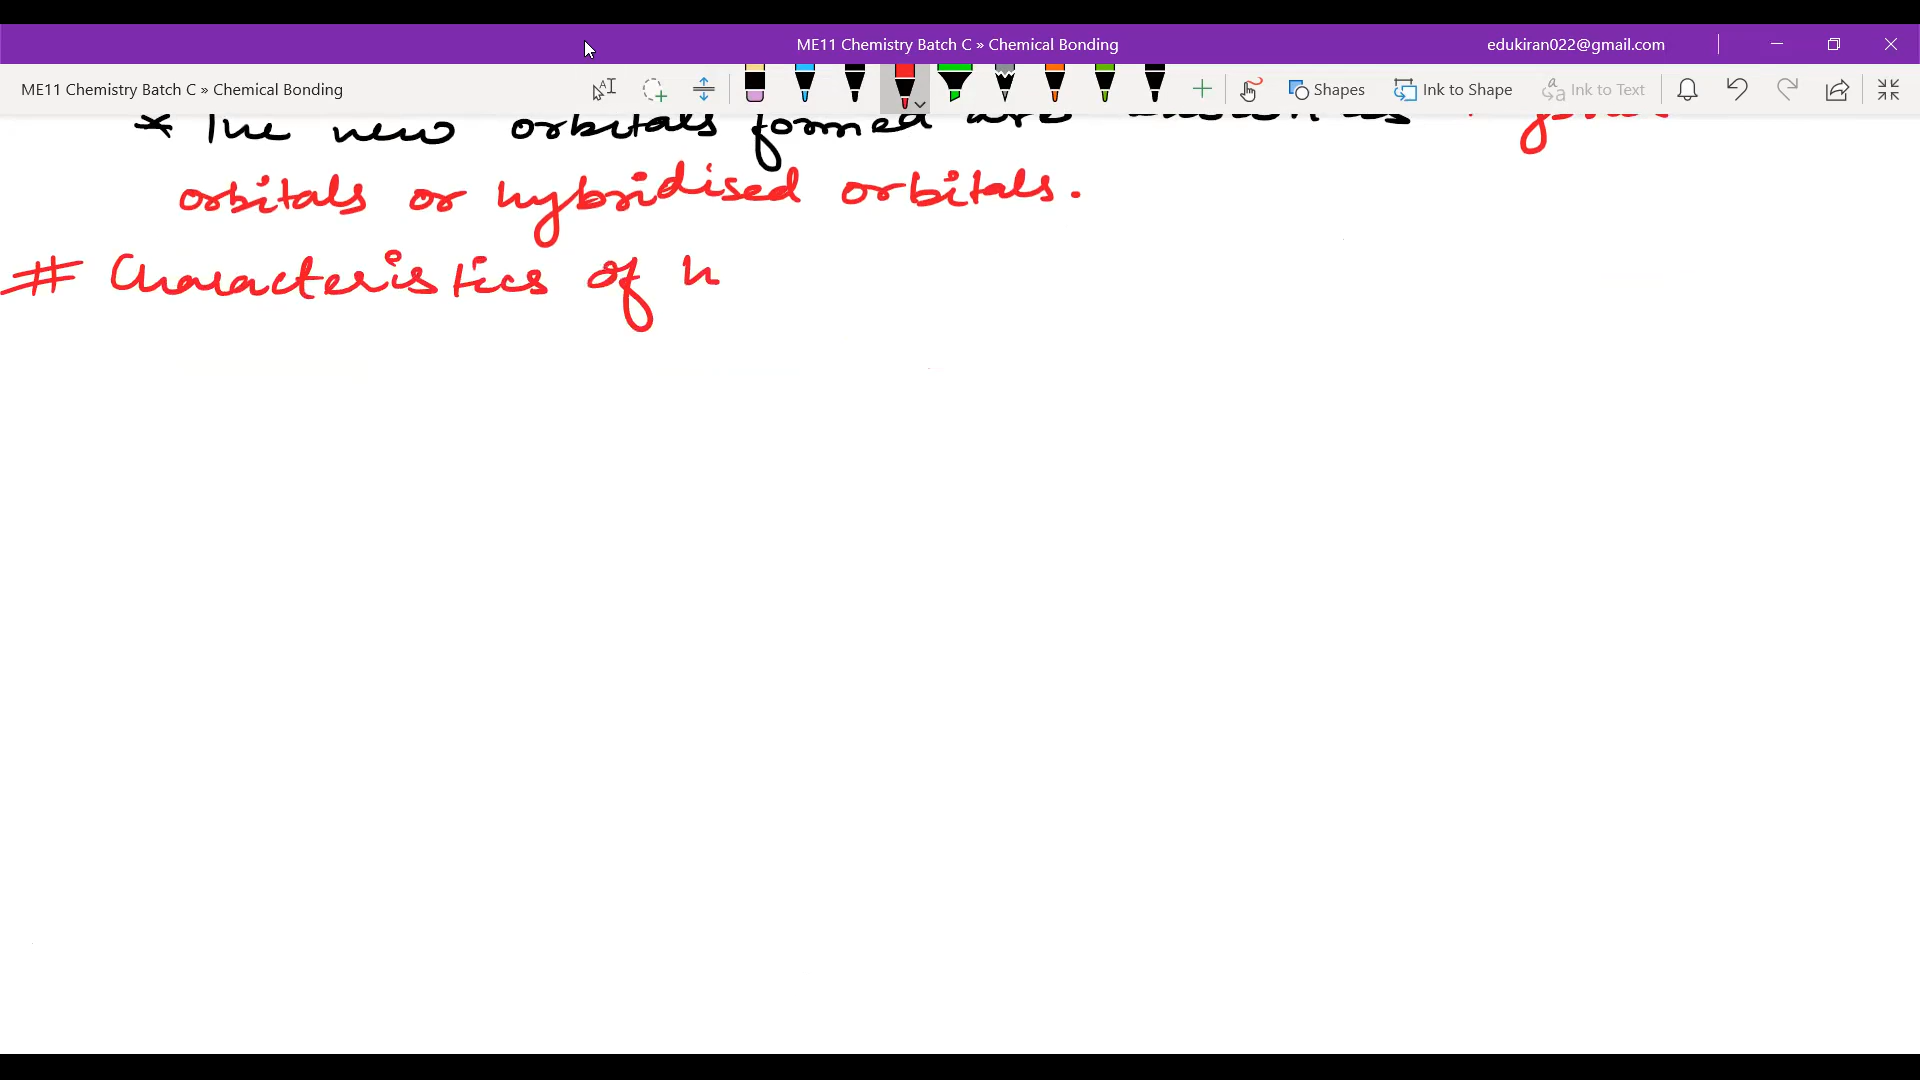 ME11 Chemistry Batch C » Chemical Bonding
edukiran022@gmail.com
ME11 Chemistry Batch C » Chemical Bonding
Shapes
Ink to Shape
Ink to Text
* The new orbitals formed are
orbitals or hybridised orbitals.
# Characteristics of h